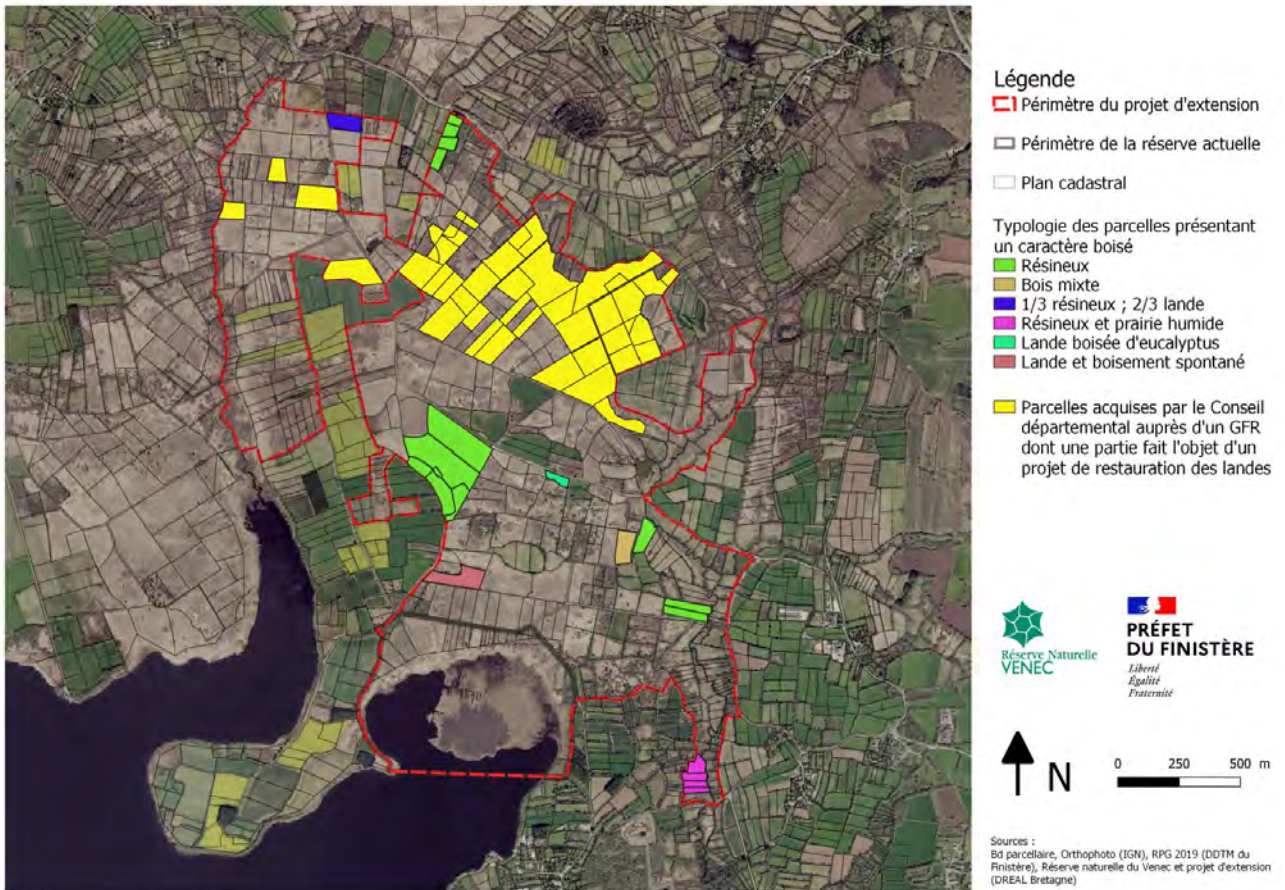 Légende
Périmètre du projet d'extension
Périmètre de la réserve actuelle
Plan cadastral
Typologie des parcelles présentant
un caractère boisé
Résineux
Bois mixte
1/3 résineux ; 2/3 lande
Résineux et prairie humide
Lande boisée d'eucalyptus
Lande et boisement spontané
Parcelles acquises par le Conseil
départemental auprès d'un GFR
dont une partie fait l'objet d'un
projet de restauration des landes
Réserve Naturelle
VENEC
PRÉFET
DU FINISTÈRE
Liberté
Égalité
Fraternité
N
0 250 500 m
Sources :
Bd parcellaire, Orthophoto (IGN), RPG 2019 (DDTM du
Finistère), Réserve naturelle du Venec et projet d'extension
(DREAL Bretagne)